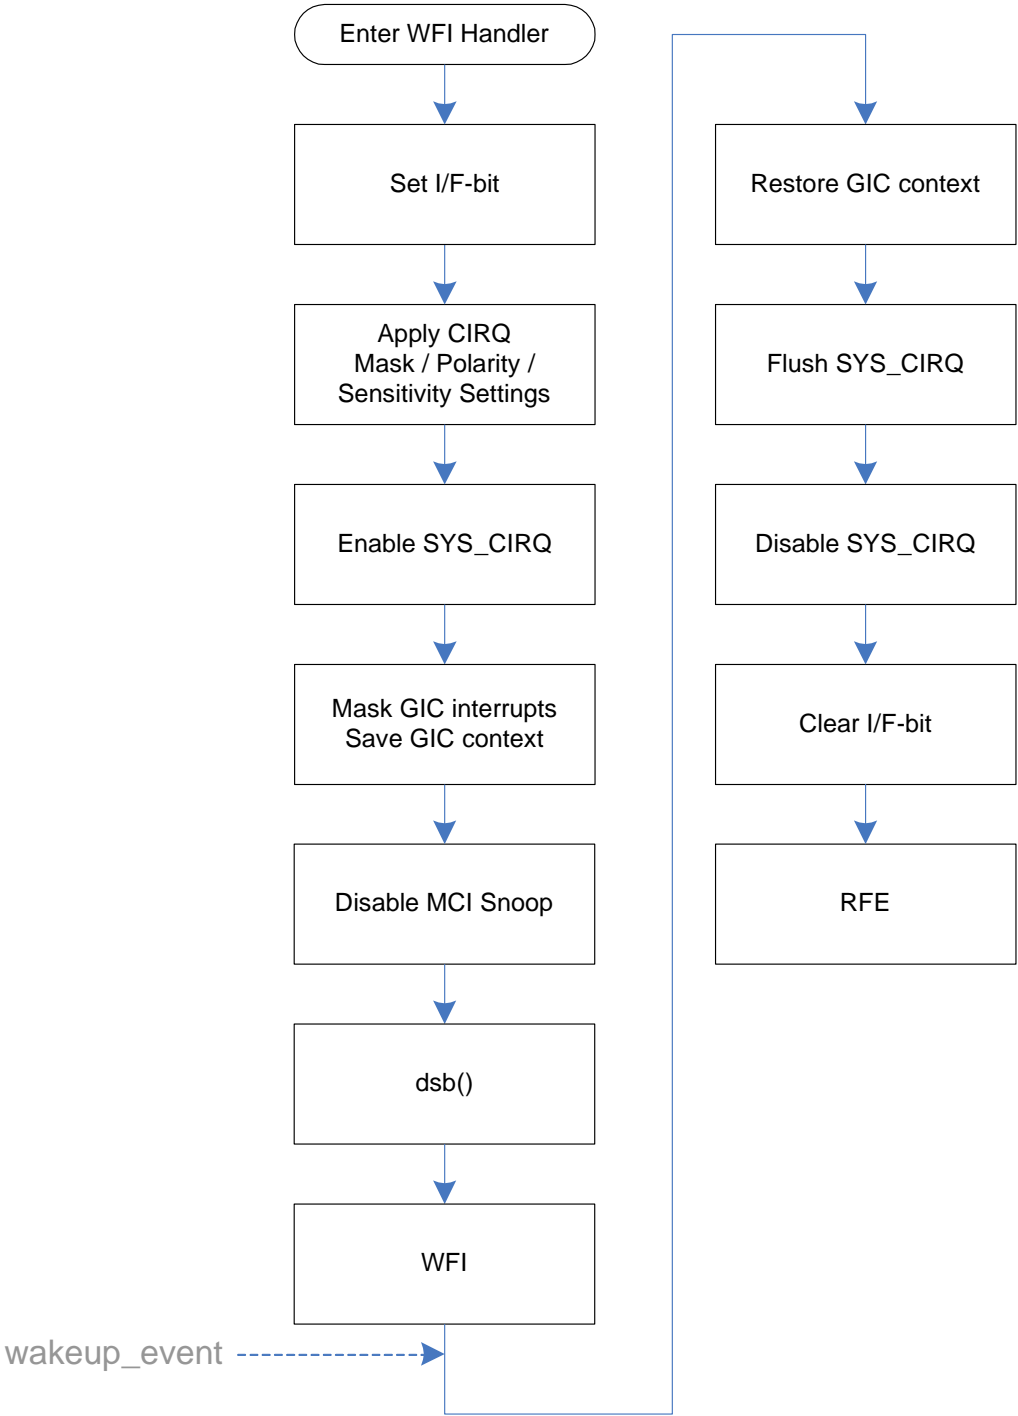 Enter WFI Handler
Set I/F-bit
Apply CIRQ
Mask / Polarity /
Sensitivity Settings
Enable SYS_CIRQ
Mask GIC interrupts
Save GIC context
Disable MCI Snoop
dsb()
WFI
wakeup_event
Restore GIC context
Flush SYS_CIRQ
Disable SYS_CIRQ
Clear I/F-bit
RFE